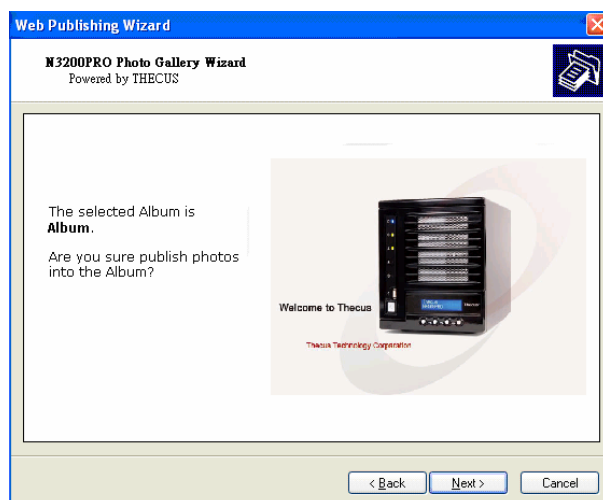 Web Publishing Wizard
N3200PRO Photo Gallery Wizard
Powered by THECUS
The selected Album is
Album.
Are you sure publish photos
into the Album?
Welcome to Thecus
Thecus Technology Corporation
< Back
Next >
Cancel